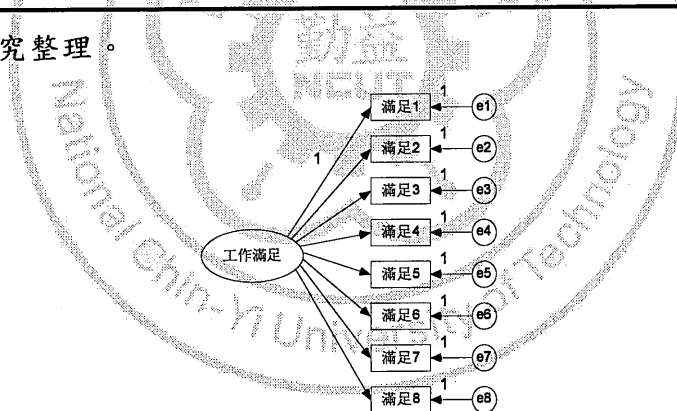 究整理。
勤益
NCUT
National Chin-Yi University of Technology
工作滿足
1
滿足1
1
e1
滿足2
1
e2
滿足3
1
e3
滿足4
1
e4
滿足5
1
e5
滿足6
1
e6
滿足7
1
e7
滿足8
1
e8